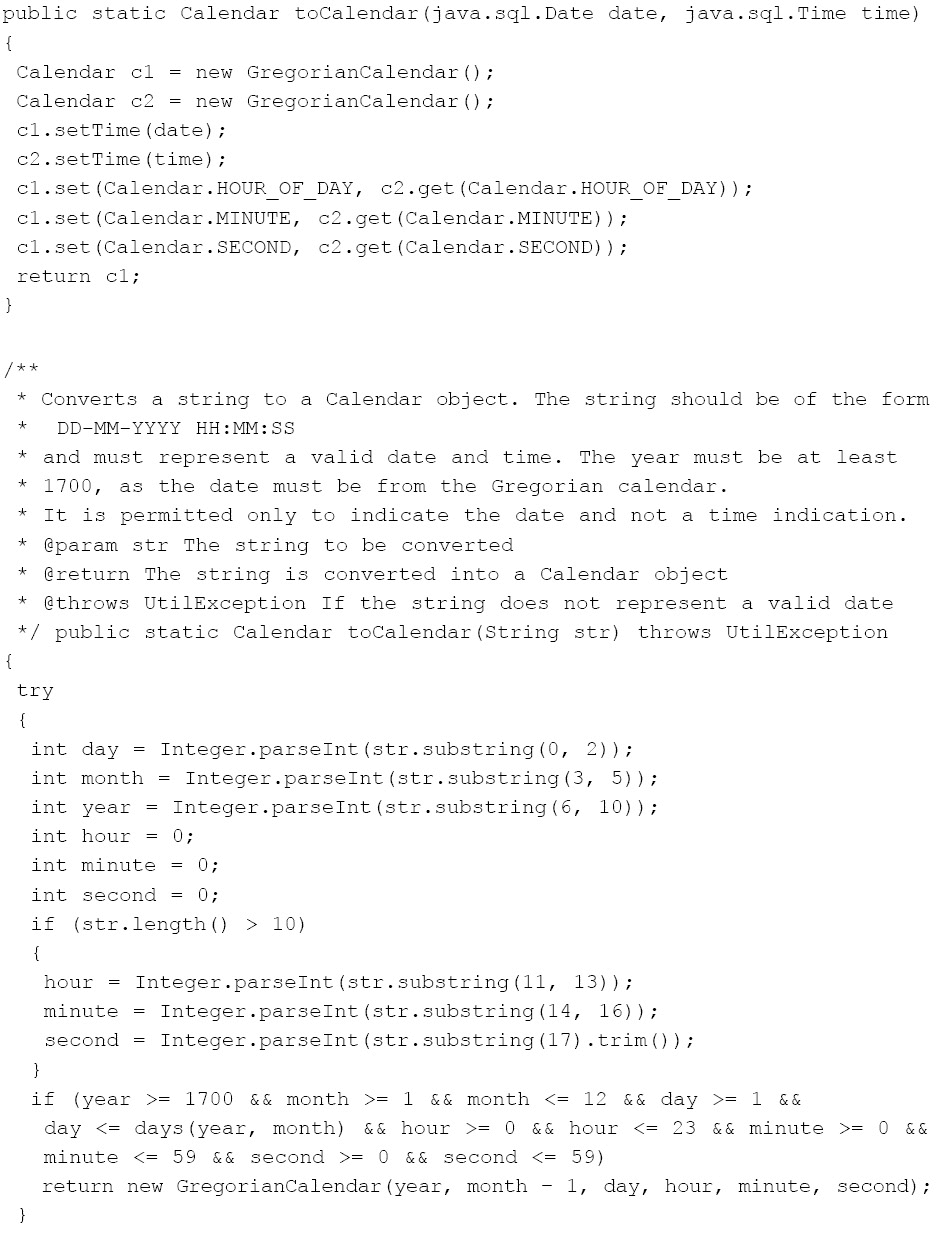 public static Calendar toCalendar(java.sql.Date date, java.sql.Time time)
{
 Calendar c1 = new GregorianCalendar();
 Calendar c2 = new GregorianCalendar();
 c1.setTime(date);
 c2.setTime(time);
 c1.set(Calendar.HOUR_OF_DAY, c2.get(Calendar.HOUR_OF_DAY));
 c1.set(Calendar.MINUTE, c2.get(Calendar.MINUTE));
 c1.set(Calendar.SECOND, c2.get(Calendar.SECOND));
 return c1;
}
/**
 * Converts a string to a Calendar object. The string should be of the form
 *  DD-MM-YYYY HH:MM:SS
 * and must represent a valid date and time. The year must be at least
 * 1700, as the date must be from the Gregorian calendar.
 * It is permitted only to indicate the date and not a time indication.
 * @param str The string to be converted
 * @return The string is converted into a Calendar object
 * @throws UtilException If the string does not represent a valid date
 */ public static Calendar toCalendar(String str) throws UtilException
{
 try
 {
  int day = Integer.parseInt(str.substring(0, 2));
  int month = Integer.parseInt(str.substring(3, 5));
  int year = Integer.parseInt(str.substring(6, 10));
  int hour = 0;
  int minute = 0;
  int second = 0;
  if (str.length() > 10)
  {
   hour = Integer.parseInt(str.substring(11, 13));
   minute = Integer.parseInt(str.substring(14, 16));
   second = Integer.parseInt(str.substring(17).trim());
  }
  if (year >= 1700 && month >= 1 && month <= 12 && day >= 1 &&
   day <= days(year, month) && hour >= 0 && hour <= 23 && minute >= 0 &&
   minute <= 59 && second >= 0 && second <= 59)
   return new GregorianCalendar(year, month - 1, day, hour, minute, second);
 }